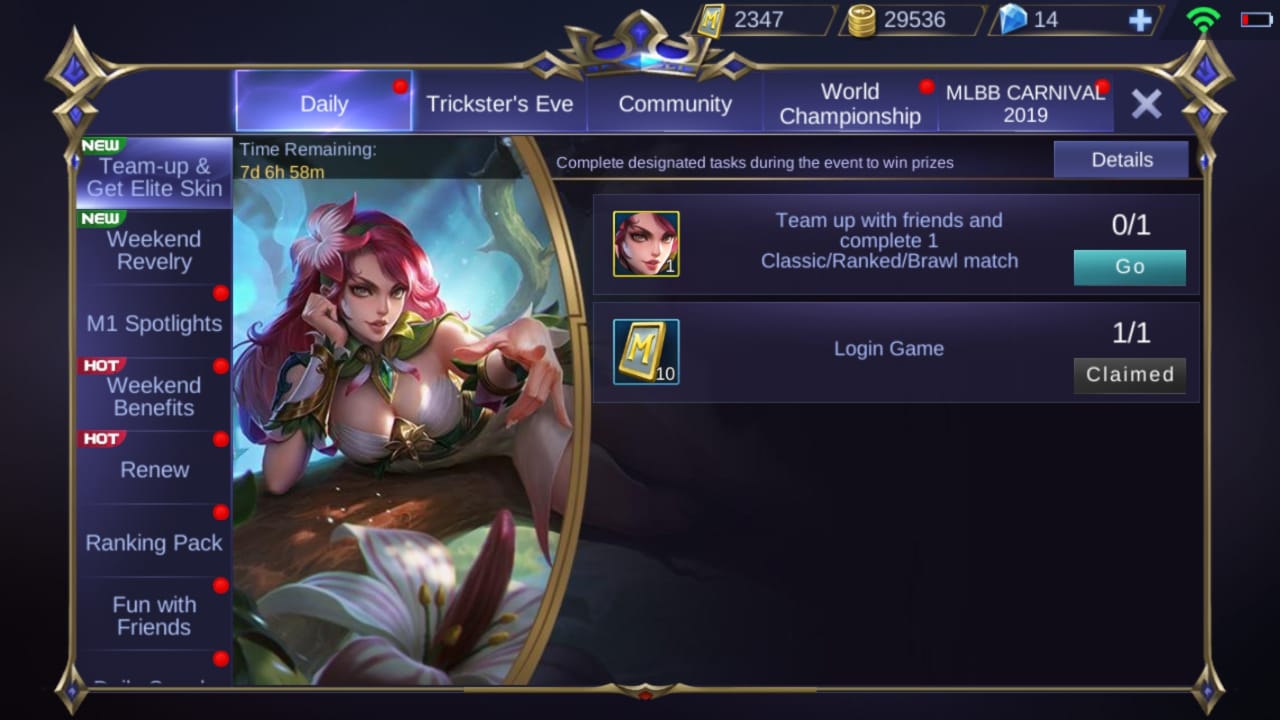 2347
29536
14
Daily
Trickster's Eve
Community
World
Championship
MLBB CARNIVAL
2019
NEW
Team-up &
Get Elite Skin
NEW
Weekend
Revelry
M1 Spotlights
HOT
Weekend
Benefits
HOT
Renew
Ranking Pack
Fun with
Friends
Time Remaining:
7d 6h 58m
Complete designated tasks during the event to win prizes
Details
1
Team up with friends and
complete 1
Classic/Ranked/Brawl match
0/1
Go
M
10
Login Game
1/1
Claimed